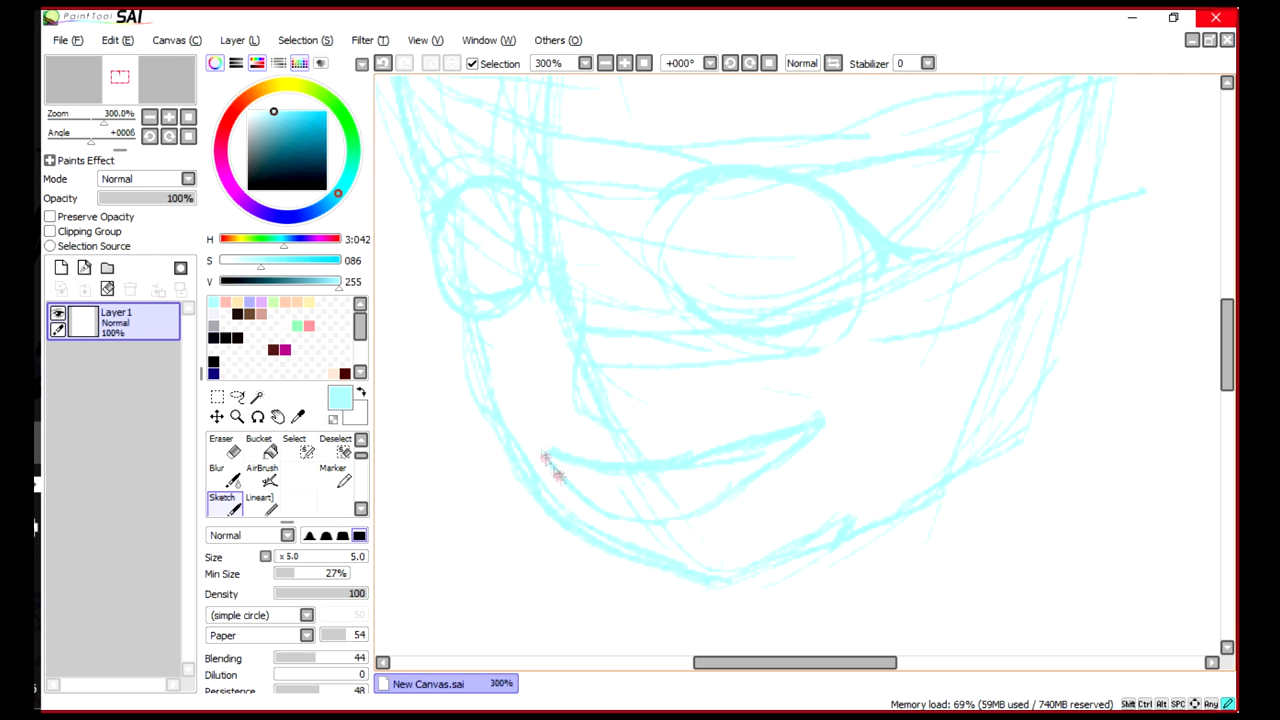 PaintTool SAI
File (F) Edit (E) Canvas (C) Layer (L) Selection (S) Filter (T) View (V) Window (W) Others (O)
Selection 300% +000° Normal Stabilizer 0
Zoom 300.0%
Angle +000δ
Paints Effect
Mode Normal
Opacity 100%
Preserve Opacity
Clipping Group
Selection Source
Layer1
Normal
100%
H 3:042
S 086
V 255
Eraser Bucket Select Deselect
Blur AirBrush Marker
Sketch Lineart]
Normal
Size x 5.0 5.0
Min Size 27%
Density 100
(simple circle) 50
Paper 54
Blending 44
Dilution 0
Persistence 48
New Canvas.sai 300%
Memory load: 69% (59MB used / 740MB reserved) Shift Ctrl Alt SPC Any